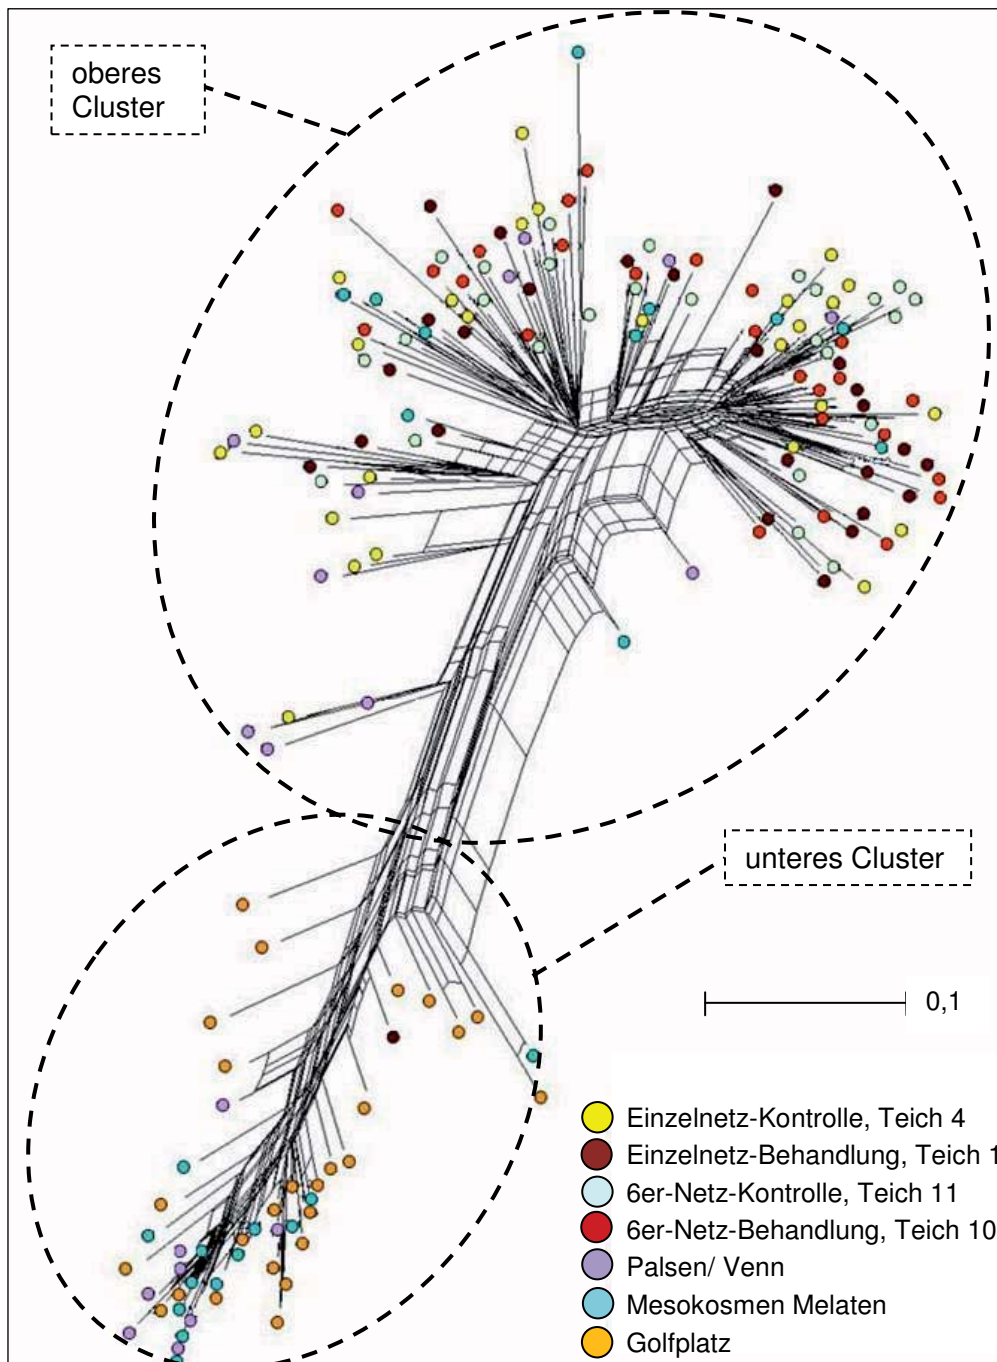 oberes
Cluster
unteres Cluster
0,1
Einzelnetz-Kontrolle, Teich 4
Einzelnetz-Behandlung, Teich 1
6er-Netz-Kontrolle, Teich 11
6er-Netz-Behandlung, Teich 10
Palsen/ Venn
Mesokosmen Melaten
Golfplatz